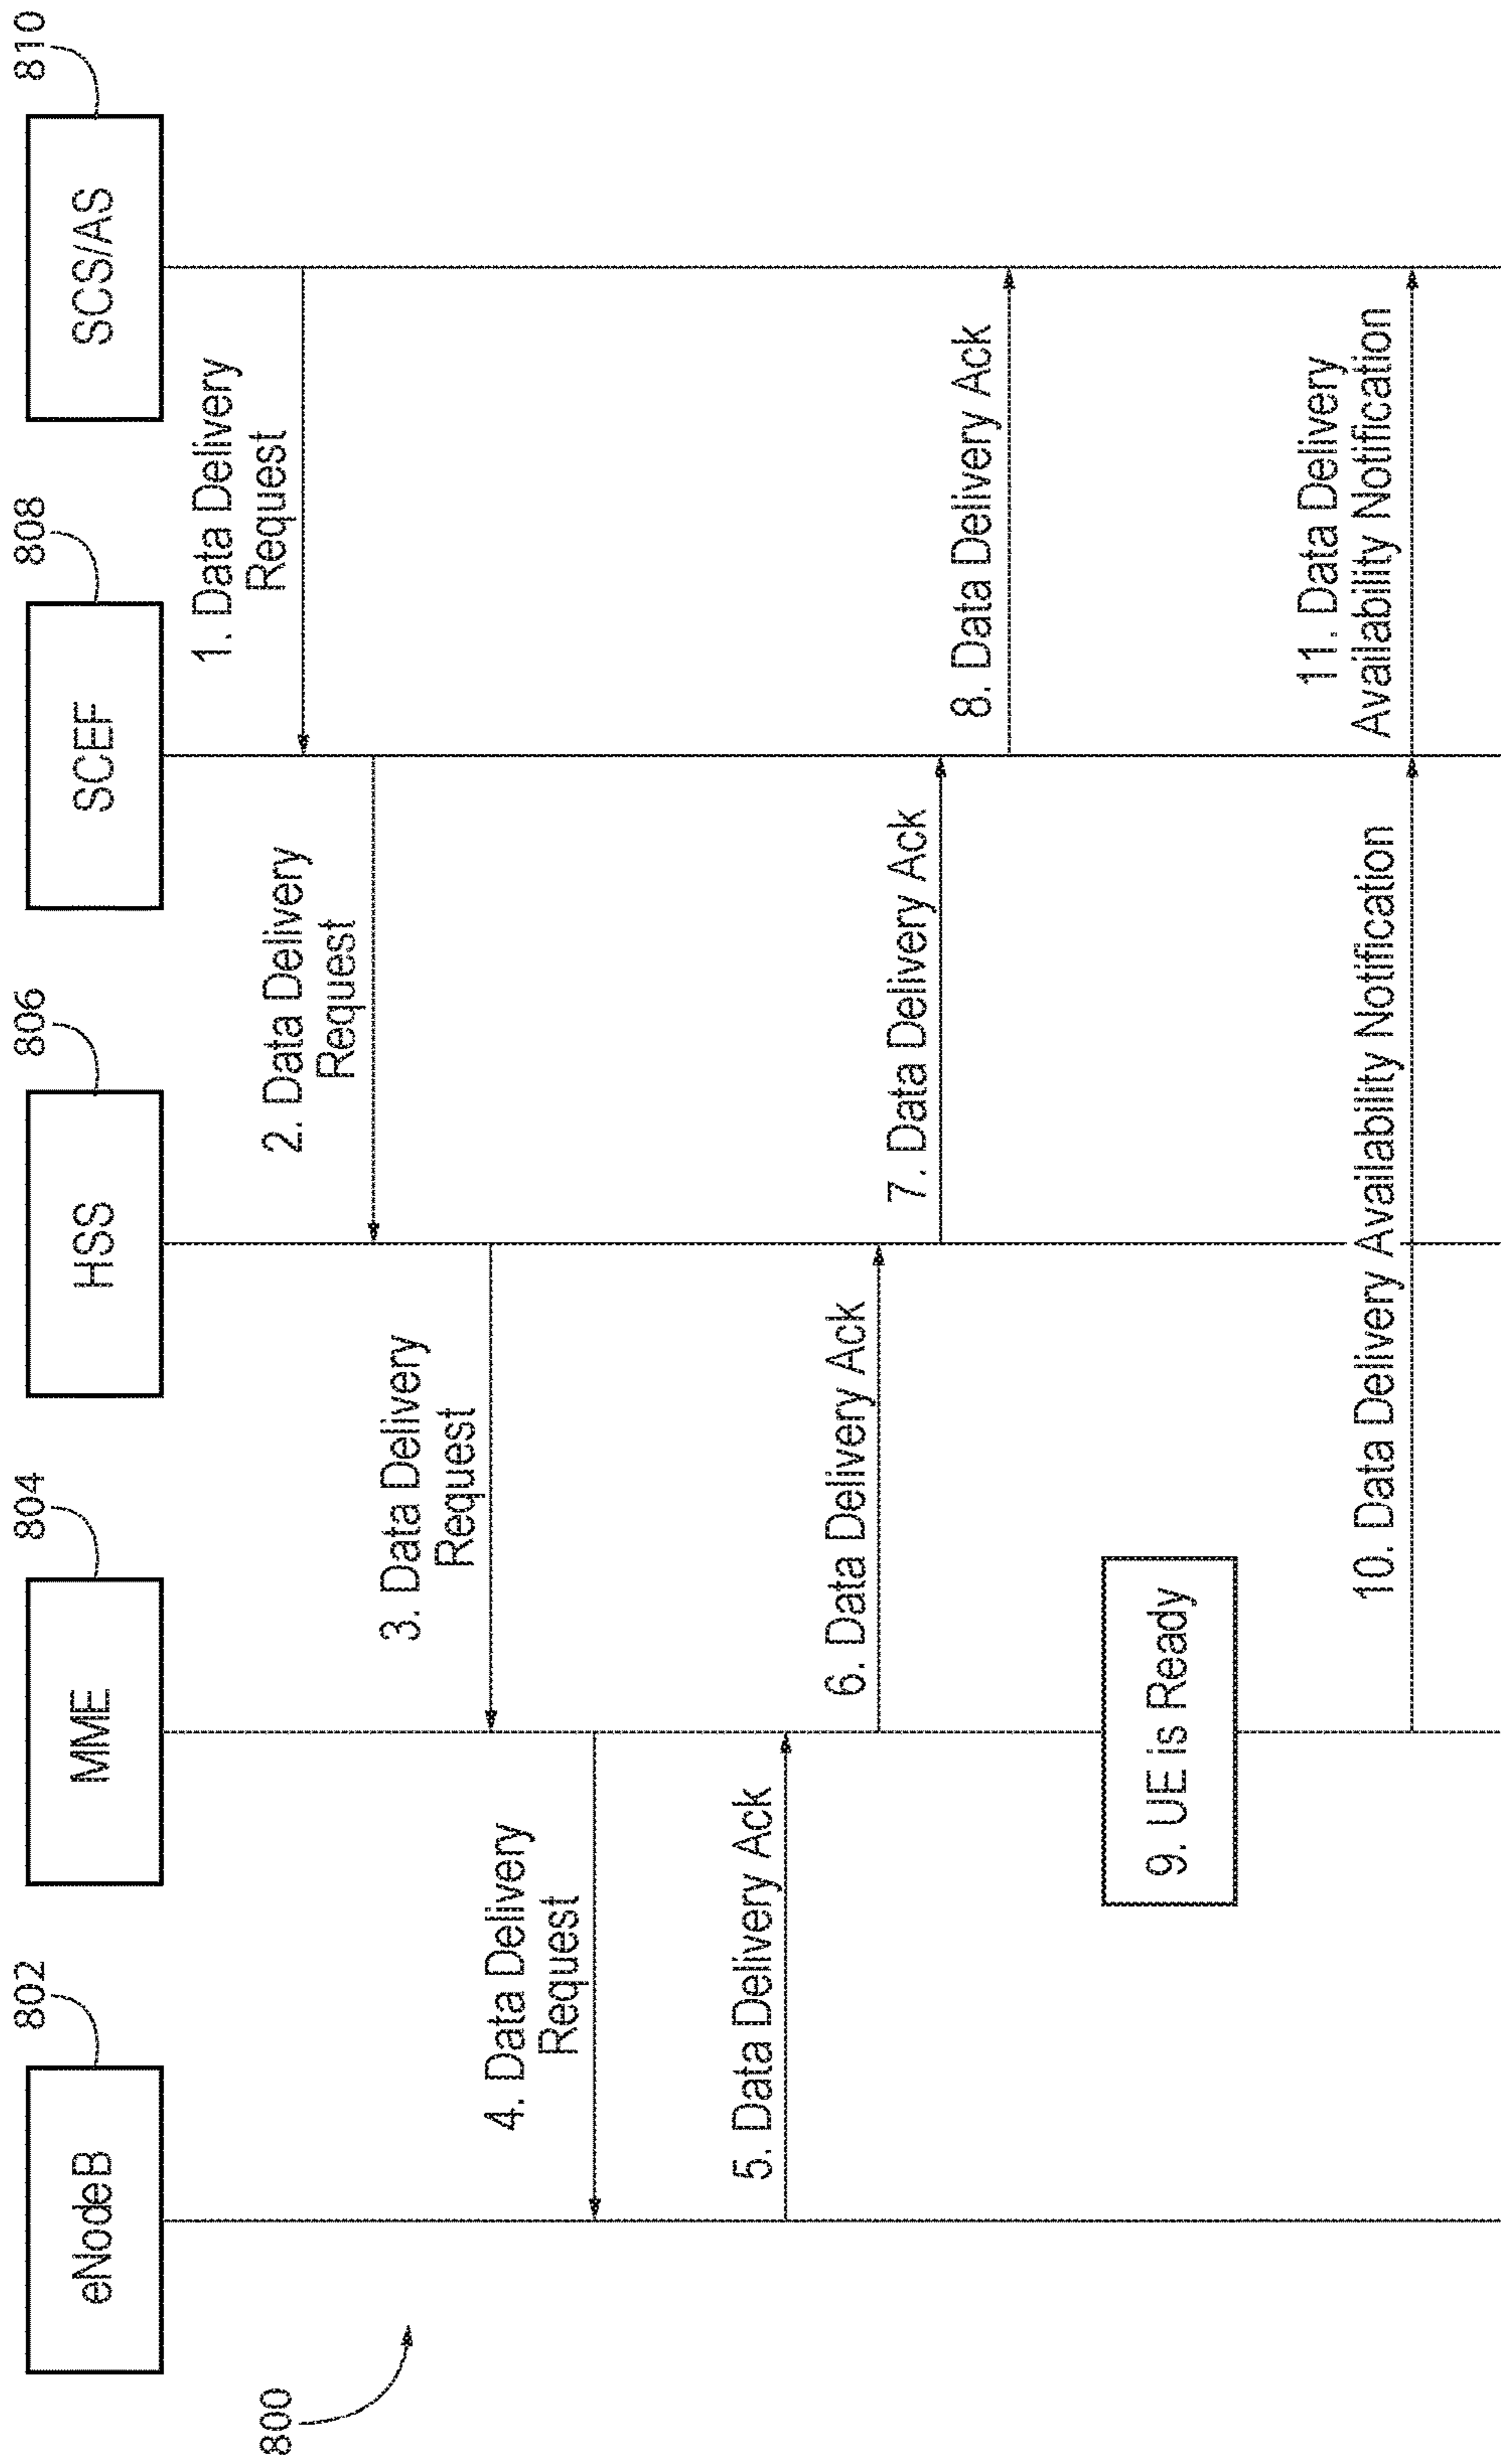 802
eNodeB
804
MME
806
HSS
808
SCEF
810
SCS/AS
800
1. Data Delivery
Request
2. Data Delivery
Request
3. Data Delivery
Request
4. Data Delivery
Request
5. Data Delivery Ack
6. Data Delivery Ack
7. Data Delivery Ack
8. Data Delivery Ack
9. UE is Ready
10. Data Delivery Availability Notification
11. Data Delivery
Availability Notification